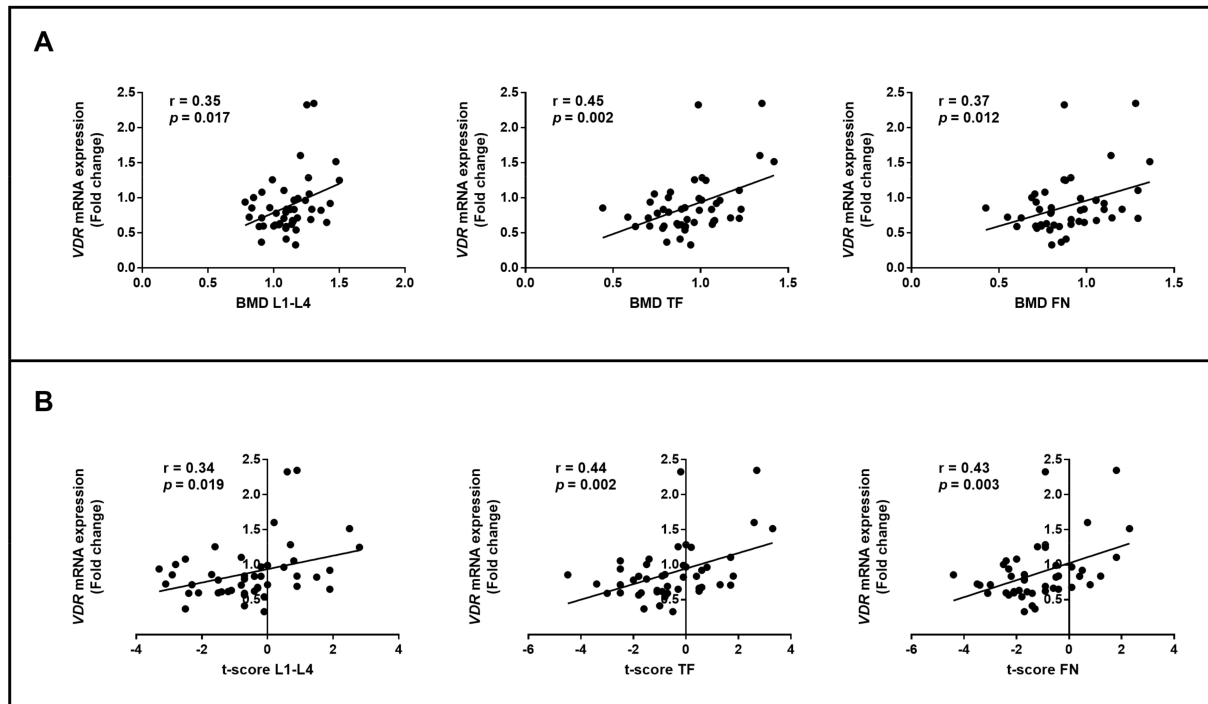 A
r = 0.35
p = 0.017
VDR mRNA expression
(Fold change)
2.5
2.0
1.5
1.0
0.5
0.0
0.0
0.5
1.0
1.5
2.0
BMD L1-L4
r = 0.45
p = 0.002
VDR mRNA expression
(Fold change)
2.5
2.0
1.5
1.0
0.5
0.0
0.0
0.5
1.0
1.5
BMD TF
r = 0.37
p = 0.012
VDR mRNA expression
(Fold change)
2.5
2.0
1.5
1.0
0.5
0.0
0.0
0.5
1.0
1.5
BMD FN
B
r = 0.34
p = 0.019
VDR mRNA expression
(Fold change)
2.5
2.0
1.5
1.0
0.5
-4
-2
0
2
4
t-score L1-L4
r = 0.44
p = 0.002
VDR mRNA expression
(Fold change)
2.5
2.0
1.5
1.0
0.5
-6
-4
-2
0
2
4
t-score TF
r = 0.43
p = 0.003
VDR mRNA expression
(Fold change)
2.5
2.0
1.5
1.0
0.5
-6
-4
-2
0
2
4
t-score FN